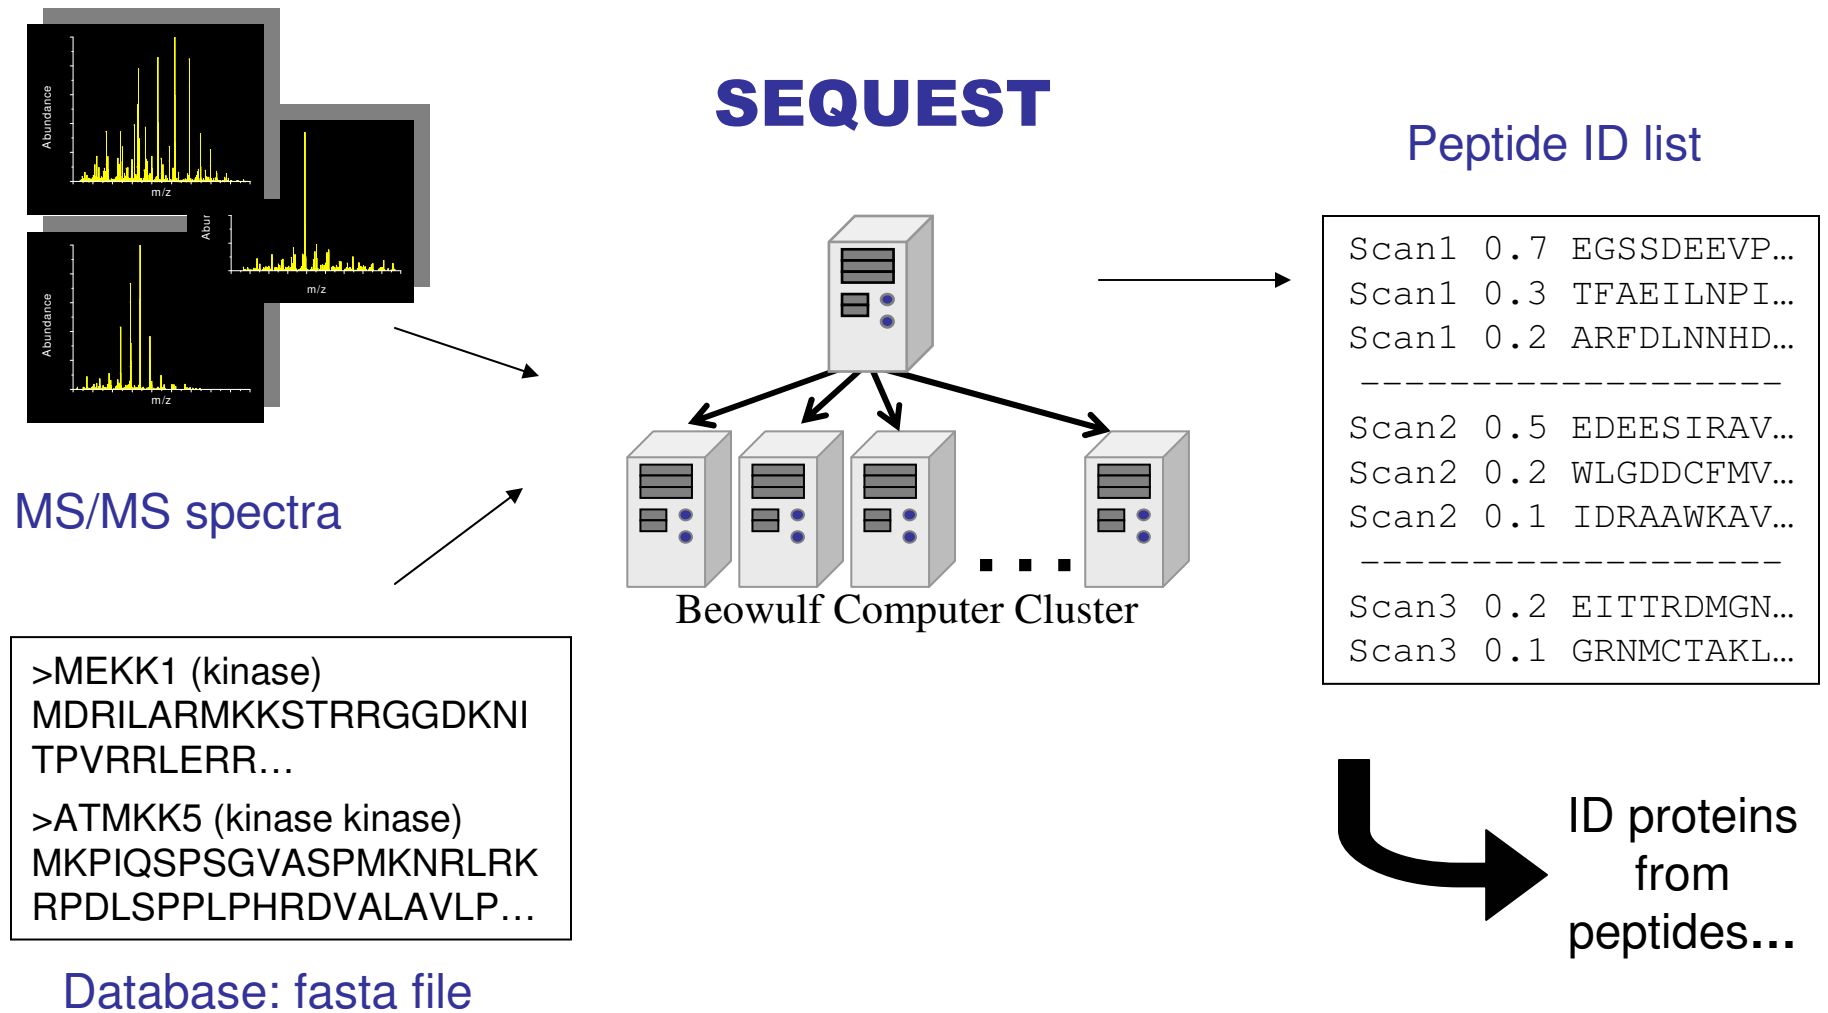 SEQUEST
Abundance
m/z
Abur
m/z
Abundance
m/z
MS/MS spectra
>MEKK1 (kinase)
MDRILARMKKSTRRGGDKNI
TPVRRLERR…
>ATMKK5 (kinase kinase)
MKPIQSPSGVASPMKNRLRK
RPDLSPPLPHRDVALAVLP…
Database: fasta file
Beowulf Computer Cluster
Peptide ID list
Scan1 0.7 EGSSDEEVP…
Scan1 0.3 TFAEILNPI…
Scan1 0.2 ARFDLNNHD…
-------------------
Scan2 0.5 EDEESIRAV…
Scan2 0.2 WLGDDCFMV…
Scan2 0.1 IDRAAWKAV…
-------------------
Scan3 0.2 EITTRDMGN…
Scan3 0.1 GRNMCTAKL…
ID proteins
from
peptides…